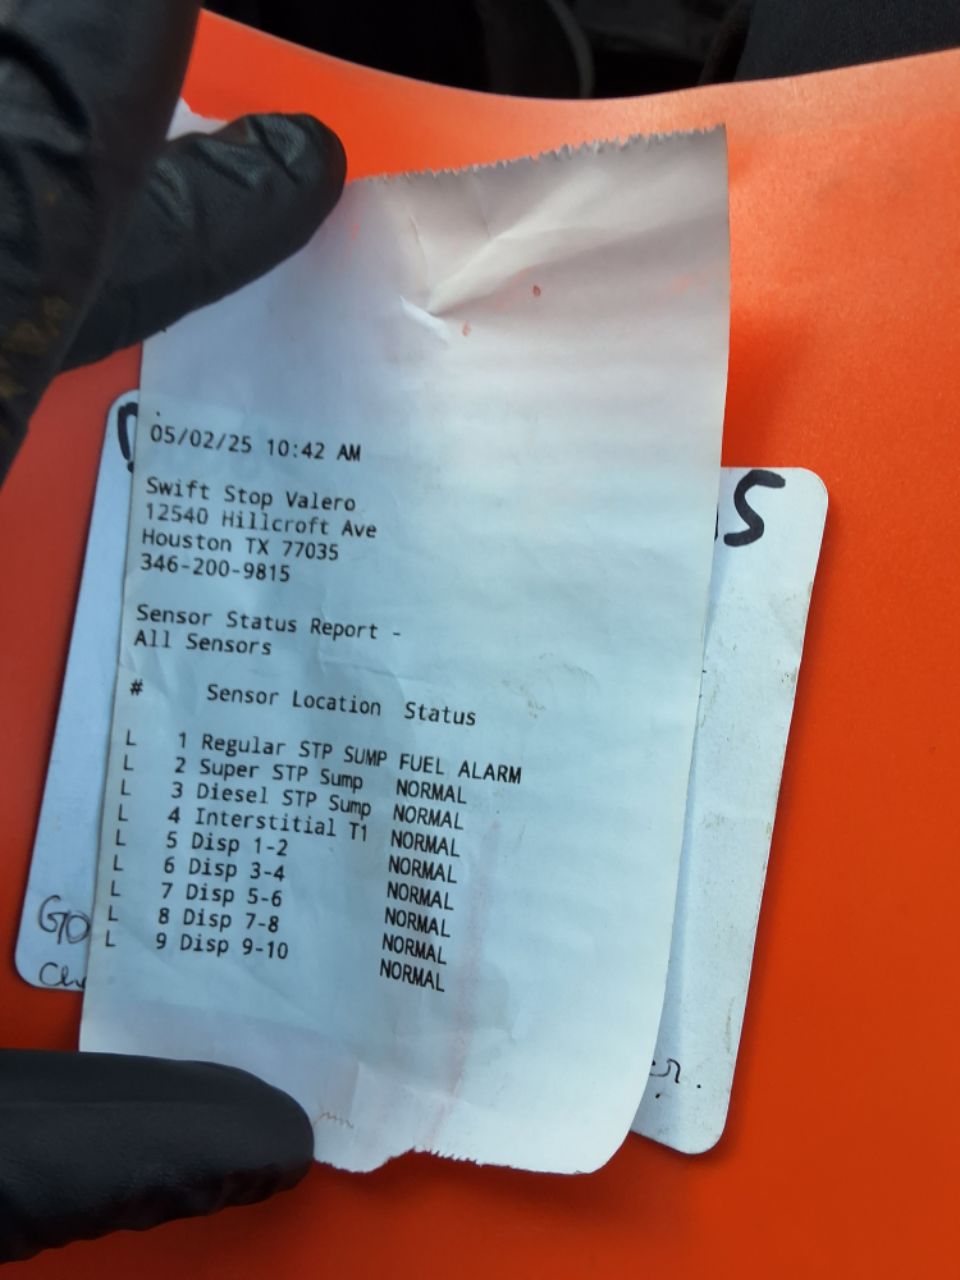 05/02/25 10:42 AM
Swift Stop Valero
12540 Hillcroft Ave
Houston TX 77035
346-200-9815
Sensor Status Report -
All Sensors
# Sensor Location Status
L 1 Regular STP SUMP FUEL ALARM
L 2 Super STP Sump NORMAL
L 3 Diesel STP Sump NORMAL
L 4 Interstitial T1 NORMAL
L 5 Disp 1-2 NORMAL
L 6 Disp 3-4 NORMAL
L 7 Disp 5-6 NORMAL
L 8 Disp 7-8 NORMAL
L 9 Disp 9-10 NORMAL